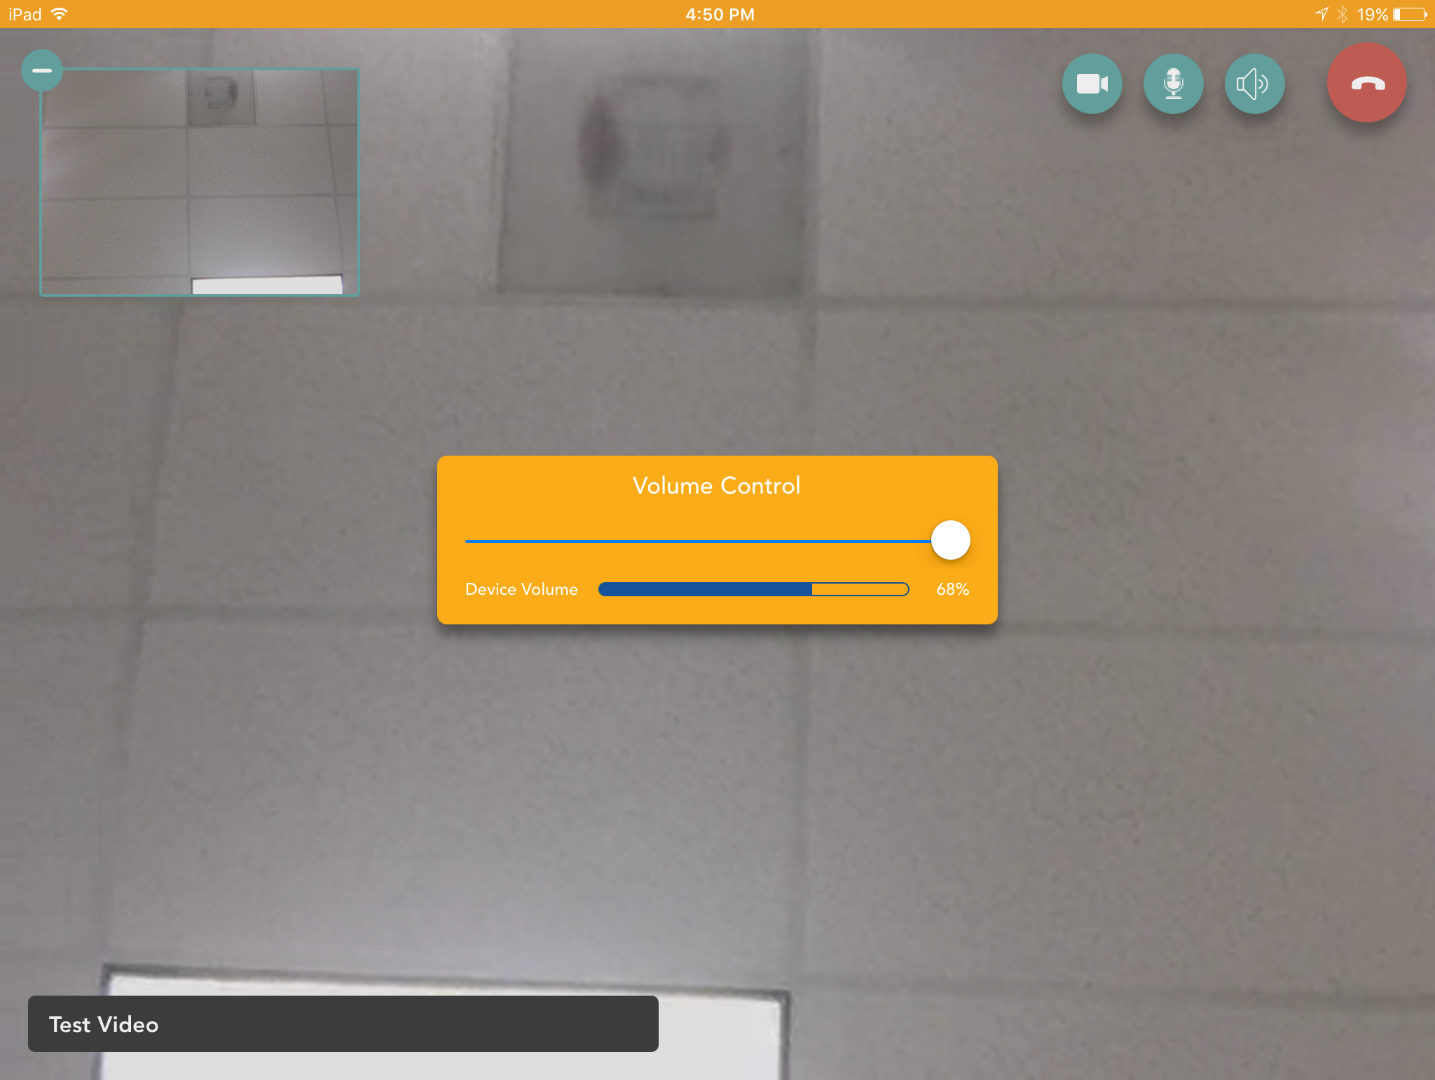 iPad
4:50 PM
19%
Volume Control
Device Volume
68%
Test Video